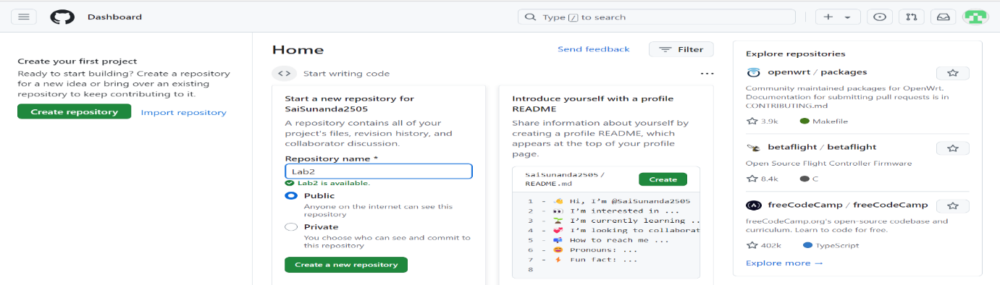 Dashboard
Type / to search
Create your first project
Ready to start building? Create a repository
for a new idea or bring over an existing
repository to keep contributing to it.
Create repository
Import repository
Home
Send feedback
Filter
<> Start writing code
...
Start a new repository for
SaiSunanda2505
A repository contains all of your
project's files, revision history, and
collaborator discussion.
Repository name *
Lab2
Lab2 is available.
Public
Anyone on the internet can see this
repository
Private
You choose who can see and commit to
this repository
Create a new repository
Introduce yourself with a profile
README
Share information about yourself by
creating a profile README, which
appears at the top of your profile
page.
SaiSunanda2505 /
README.md
Create
1 - 👋 Hi, I'm @SaiSunanda2505
2 - 👀 I'm interested in ...
3 - 🌱 I'm currently learning ..
4 - 💞️ I'm looking to collaborat
5 - 📫 How to reach me ...
6 - 😄 Pronouns: ...
7 - ⚡ Fun fact: ...
8
Explore repositories
openwrt / packages
Community maintained packages for OpenWrt.
Documentation for submitting pull requests is in
CONTRIBUTING.md
3.9k Makefile
betaflight / betaflight
Open Source Flight Controller Firmware
8.4k C
freeCodeCamp / freeCodeCamp
freeCodeCamp.org's open-source codebase and
curriculum. Learn to code for free.
402k TypeScript
Explore more →